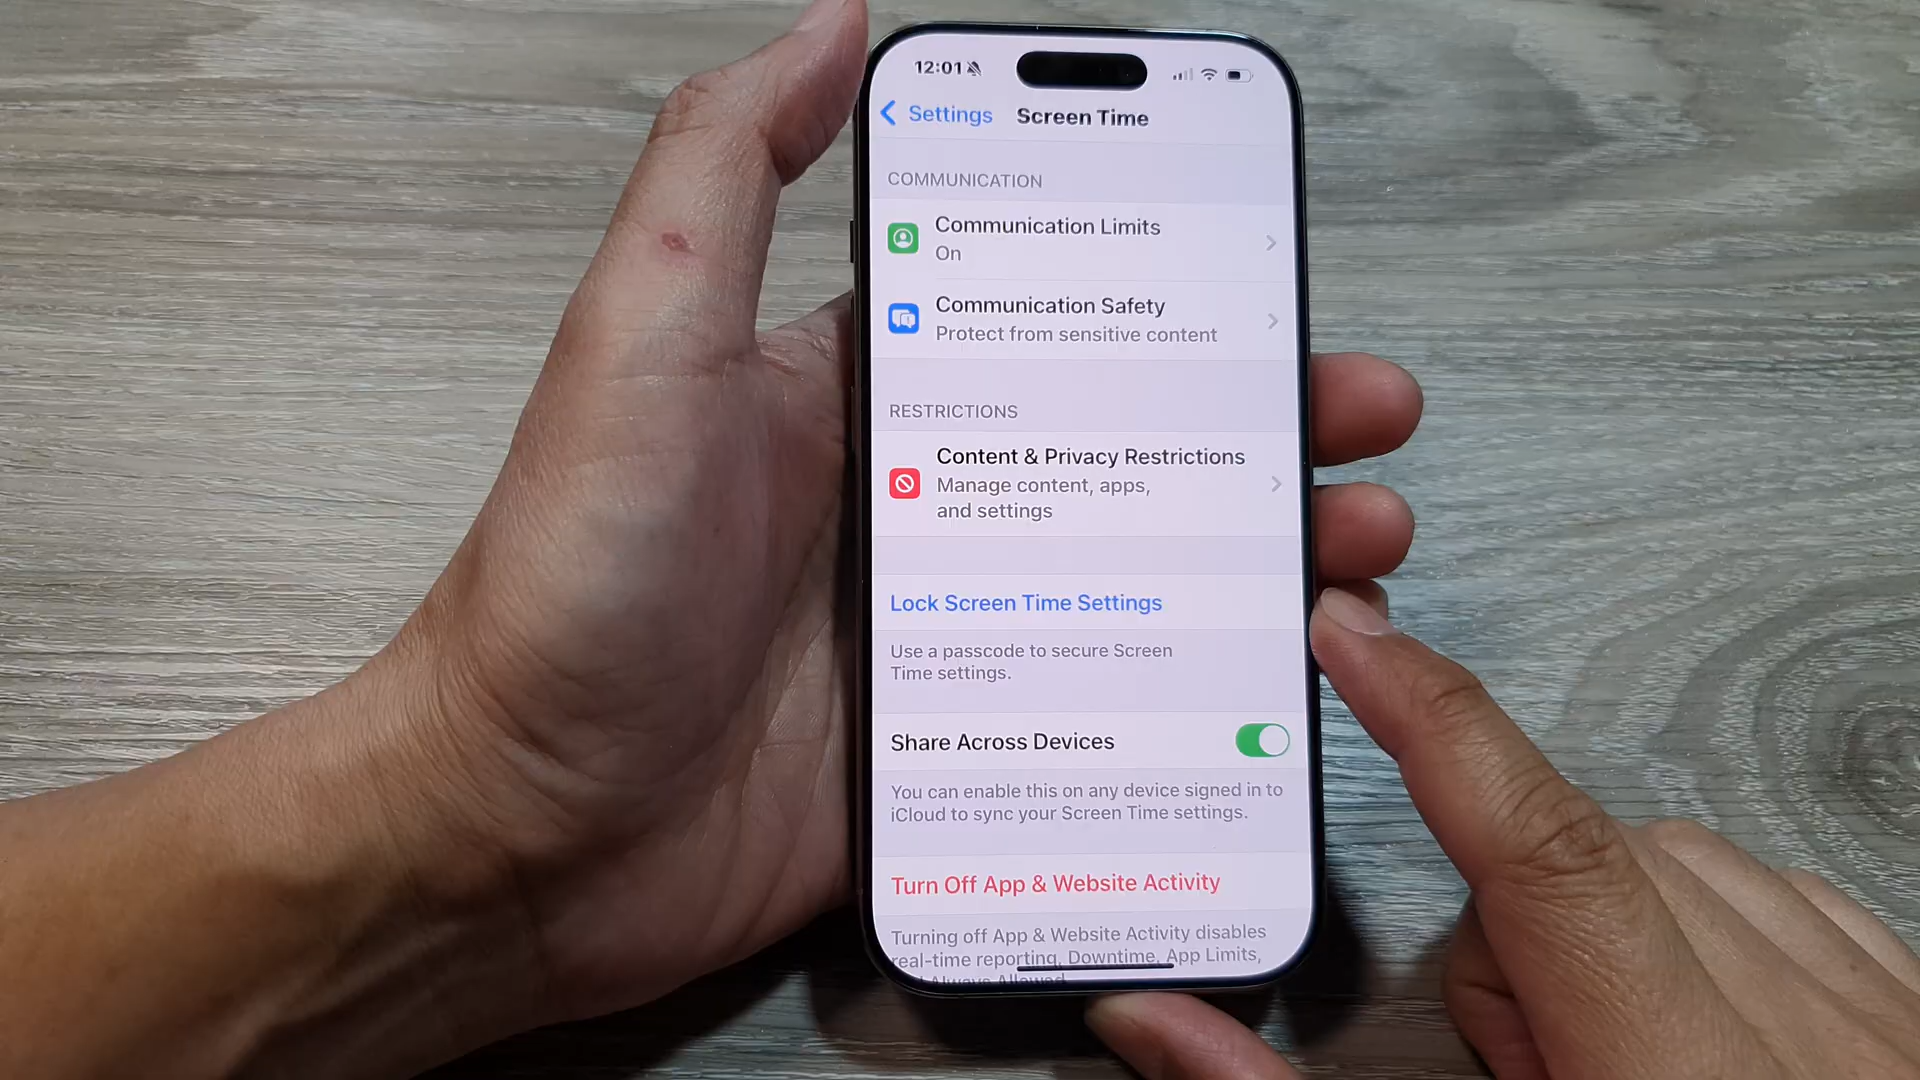 12:01
Settings
Screen Time
COMMUNICATION
Communication Limits
On
Communication Safety
Protect from sensitive content
RESTRICTIONS
Content & Privacy Restrictions
Manage content, apps,
and settings
Lock Screen Time Settings
Use a passcode to secure Screen
Time settings.
Share Across Devices
You can enable this on any device signed in to
iCloud to sync your Screen Time settings.
Turn Off App & Website Activity
Turning off App & Website Activity disables
real-time reporting, Downtime, App Limits,
Always Allowed